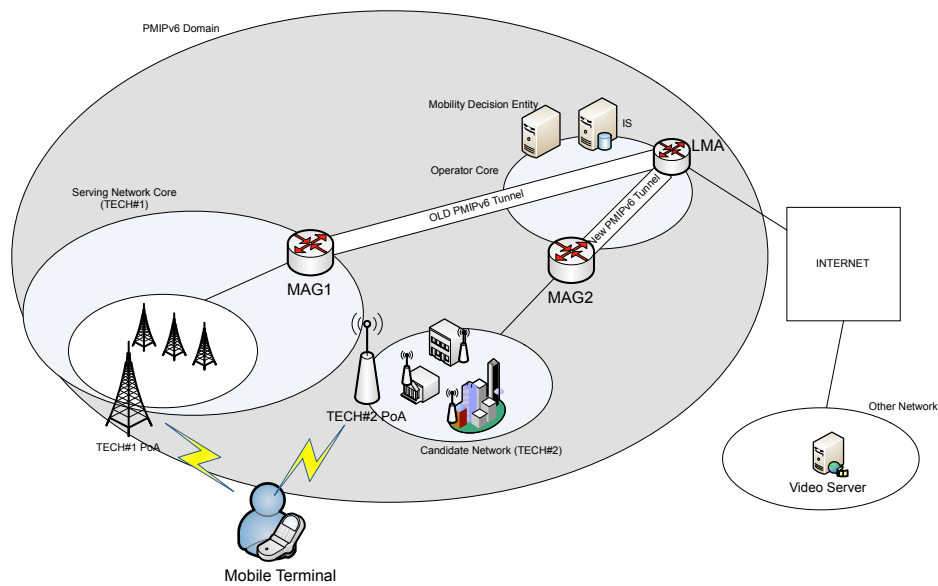 PMIPv6 Domain
Mobility Decision Entity
IS
LMA
Operator Core
Serving Network Core
(TECH#1)
OLD PMIPv6 Tunnel
New PMIPv6 Tunnel
MAG1
MAG2
INTERNET
TECH#2 PoA
TECH#1 PoA
Candidate Network (TECH#2)
Other Network
Video Server
Mobile Terminal